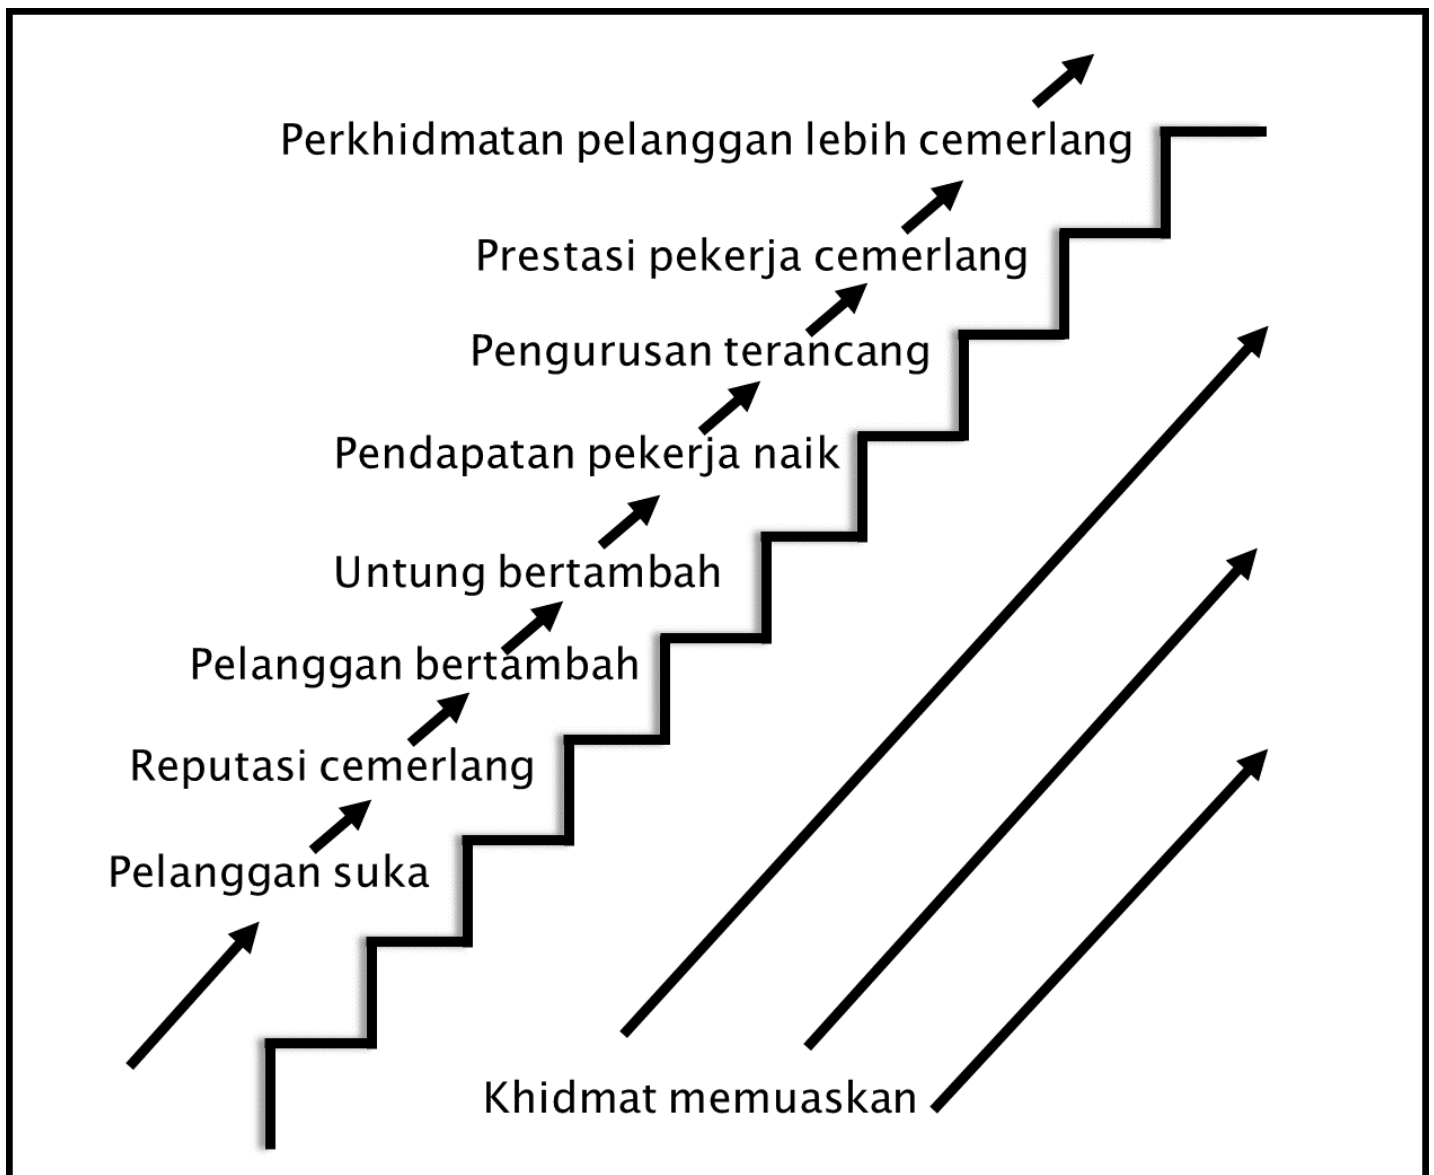 Perkhidmatan pelanggan lebih cemerlang
Prestasi pekerja cemerlang
Pengurusan terancang
Pendapatan pekerja naik
Untung bertambah
Pelanggan bertambah
Reputasi cemerlang
Pelanggan suka
Khidmat memuaskan